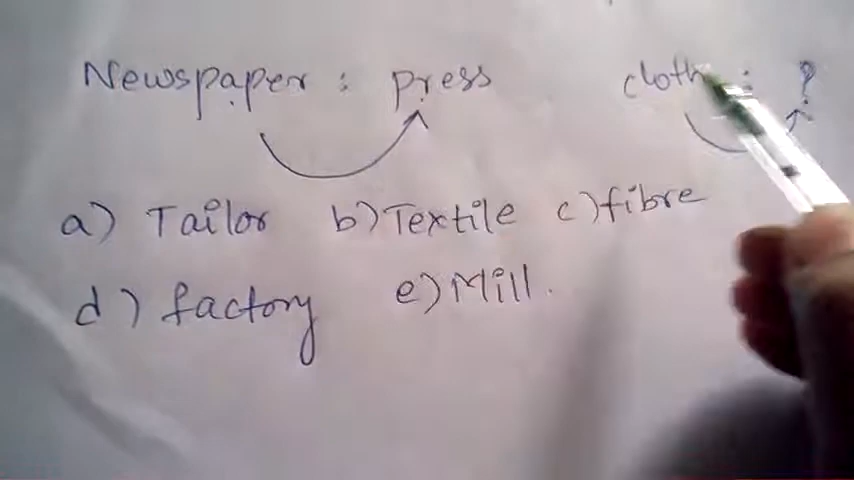 Newspaper : press cloth : ?
a) Tailor b) Textile c) fibre
d) factory e) Mill.